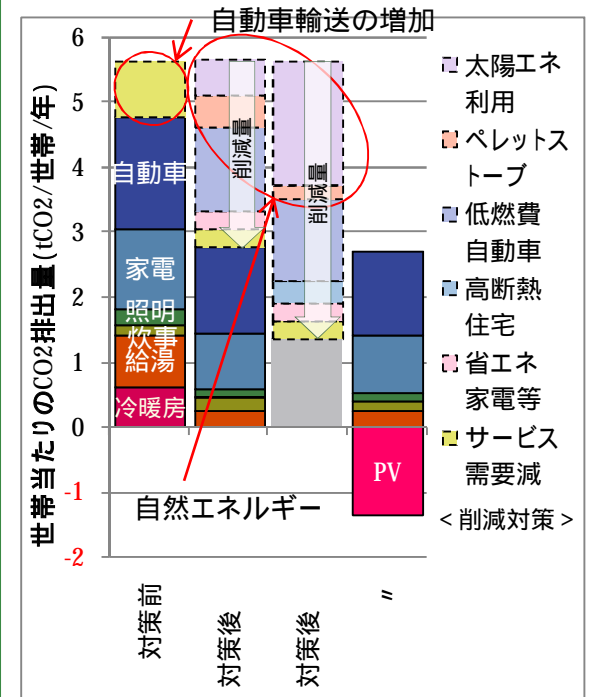 自動車輸送の増加
世帯当たりのCO2排出量(tCO2/世帯/年)
6
5
4
3
2
1
0
-1
-2
自動車
家電
照明
炊事
給湯
冷暖房
削減量
削減量
PV
自然エネルギー
太陽エネ
利用
ペレットス
トーブ
低燃費
自動車
高断熱
住宅
省エネ
家電等
サービス
需要減
＜削減対策＞
対策前
対策後
対策後
〃